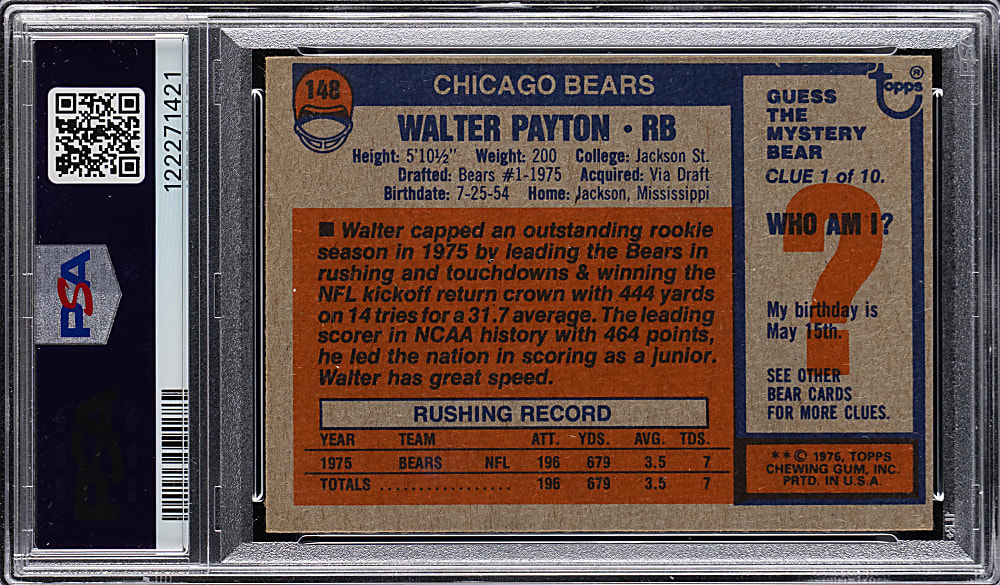 122271421
PSA
148
CHICAGO BEARS
WALTER PAYTON • RB
Height: 5'10½" Weight: 200 College: Jackson St.
Drafted: Bears #1-1975 Acquired: Via Draft
Birthdate: 7-25-54 Home: Jackson, Mississippi
■ Walter capped an outstanding rookie
season in 1975 by leading the Bears in
rushing and touchdowns & winning the
NFL kickoff return crown with 444 yards
on 14 tries for a 31.7 average. The leading
scorer in NCAA history with 464 points,
he led the nation in scoring as a junior.
Walter has great speed.
RUSHING RECORD
YEAR TEAM ATT. YDS. AVG. TDS.
1975 BEARS NFL 196 679 3.5 7
TOTALS .................. 196 679 3.5 7
topps®
GUESS
THE
MYSTERY
BEAR
CLUE 1 of 10.
?
WHO AM I?
My birthday is
May 15th.
SEE OTHER
BEAR CARDS
FOR MORE CLUES.
**© 1976, TOPPS
CHEWING GUM, INC.
PRTD. IN U.S.A.
PSA